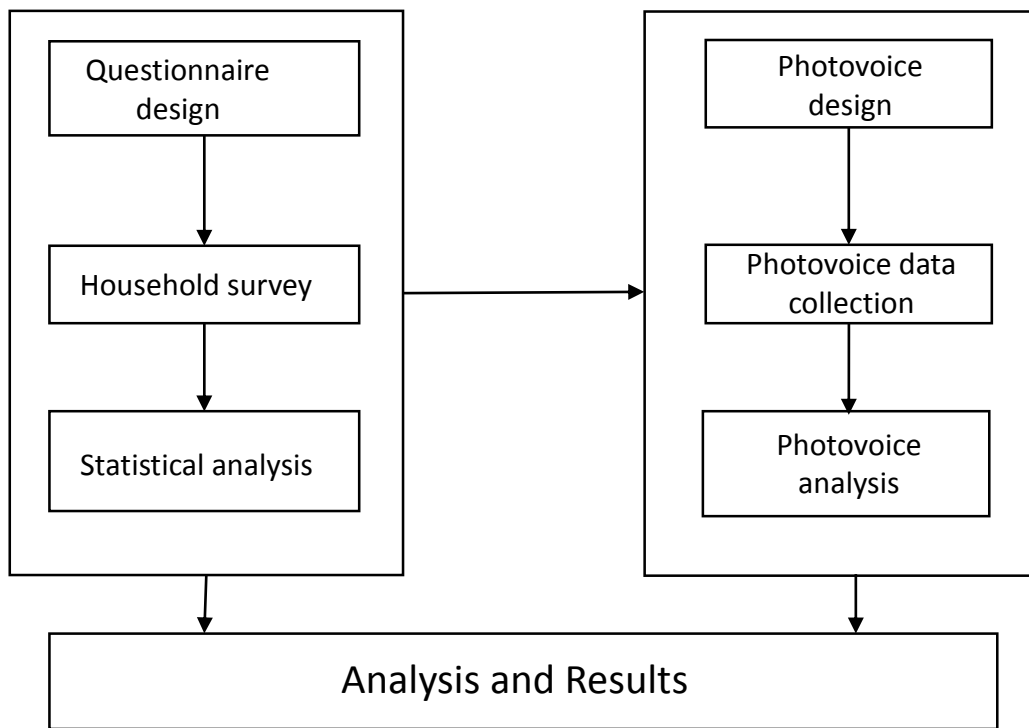 Questionnaire
design
Household survey
Statistical analysis
Photovoice
design
Photovoice data
collection
Photovoice
analysis
Analysis and Results